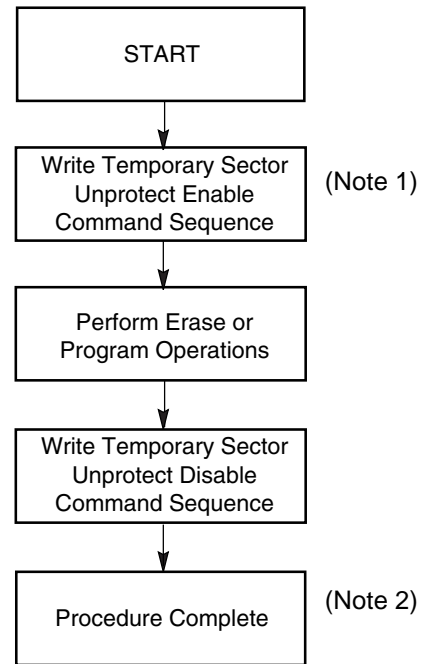 START
Write Temporary Sector
Unprotect Enable
Command Sequence
(Note 1)
Perform Erase or
Program Operations
Write Temporary Sector
Unprotect Disable
Command Sequence
Procedure Complete
(Note 2)